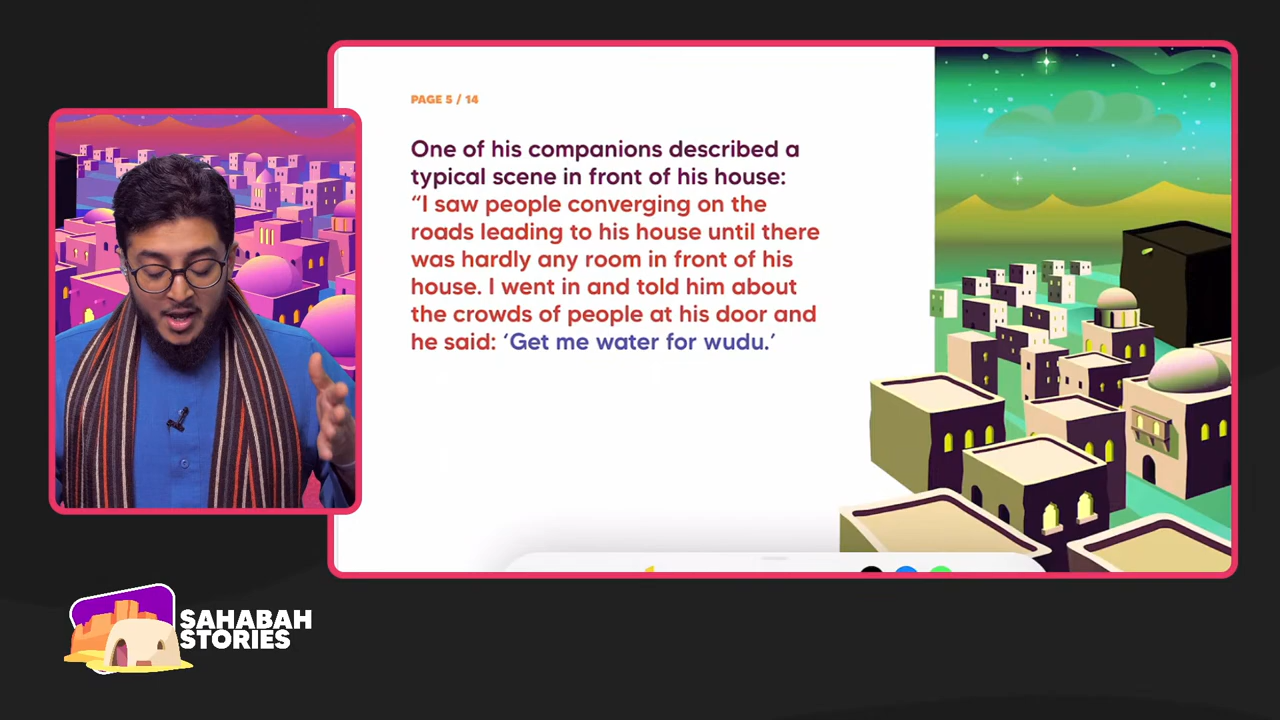 PAGE 5 / 14
One of his companions described a
typical scene in front of his house:
“I saw people converging on the
roads leading to his house until there
was hardly any room in front of his
house. I went in and told him about
the crowds of people at his door and
he said: ‘Get me water for wudu.’
SAHABAH
STORIES